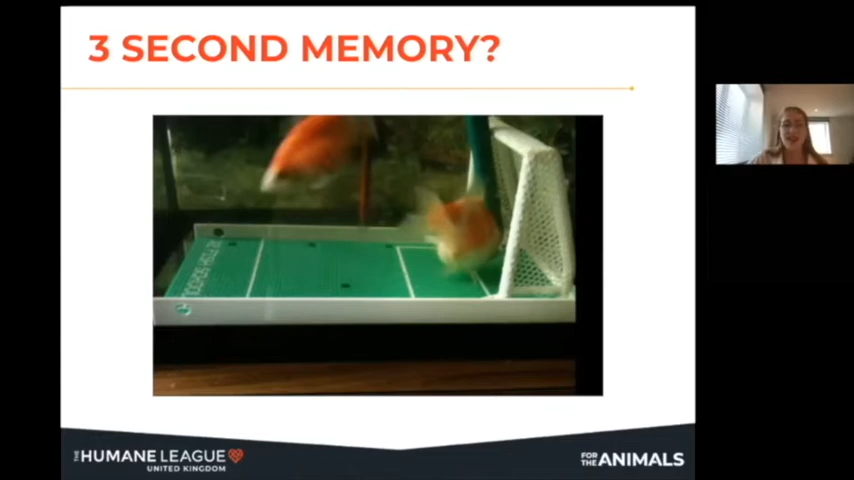 3 SECOND MEMORY?
THE HUMANE LEAGUE
UNITED KINGDOM
FOR THE ANIMALS